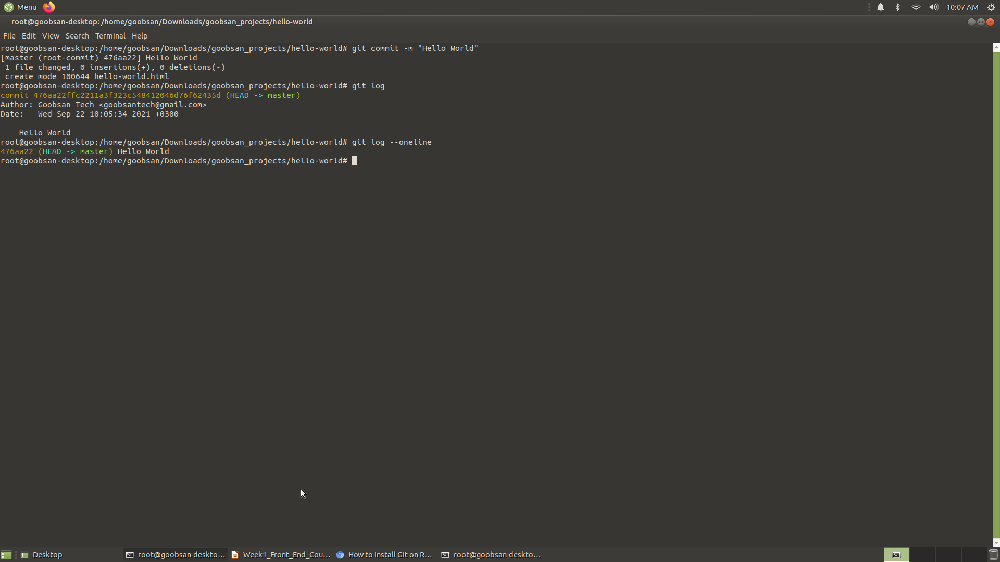 Menu
10:07 AM
root@goobsan-desktop: /home/goobsan/Downloads/goobsan_projects/hello-world
File Edit View Search Terminal Help
root@goobsan-desktop:/home/goobsan/Downloads/goobsan_projects/hello-world# git commit -m "Hello World"
[master (root-commit) 476aa22] Hello World
 1 file changed, 0 insertions(+), 0 deletions(-)
 create mode 100644 hello-world.html
root@goobsan-desktop:/home/goobsan/Downloads/goobsan_projects/hello-world# git log
commit 476aa22ffc2211a3f323c548412046d76f62435d (HEAD -> master)
Author: Goobsan Tech <goobsantech@gmail.com>
Date:   Wed Sep 22 10:05:34 2021 +0300
    Hello World
root@goobsan-desktop:/home/goobsan/Downloads/goobsan_projects/hello-world# git log --oneline
476aa22 (HEAD -> master) Hello World
root@goobsan-desktop:/home/goobsan/Downloads/goobsan_projects/hello-world#
Desktop root@goobsan-deskto... Week1_Front_End_Cou... How to Install Git on R... root@goobsan-deskto...